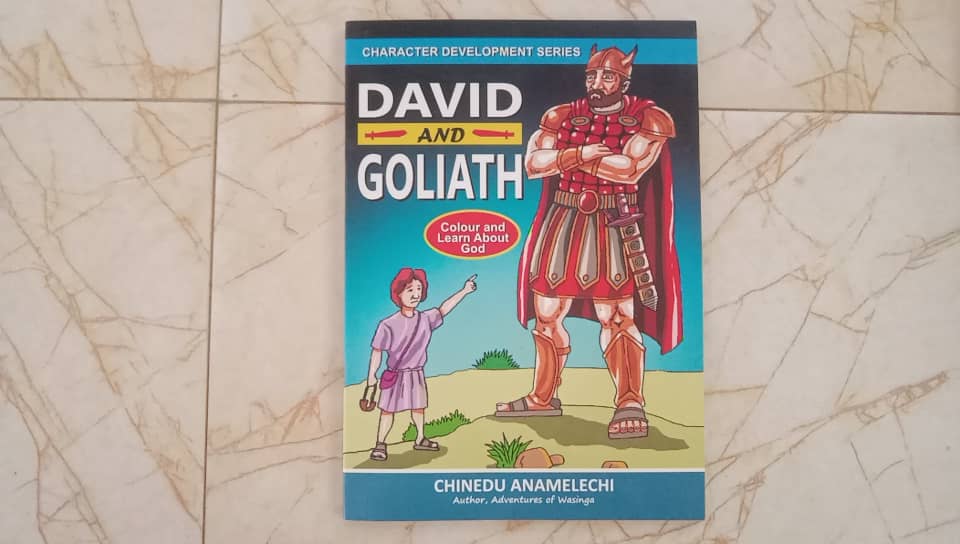 CHARACTER DEVELOPMENT SERIES
DAVID
AND
GOLIATH
Colour and
Learn About
God
CHINEDU ANAMELECHI
Author, Adventures of Wasinga